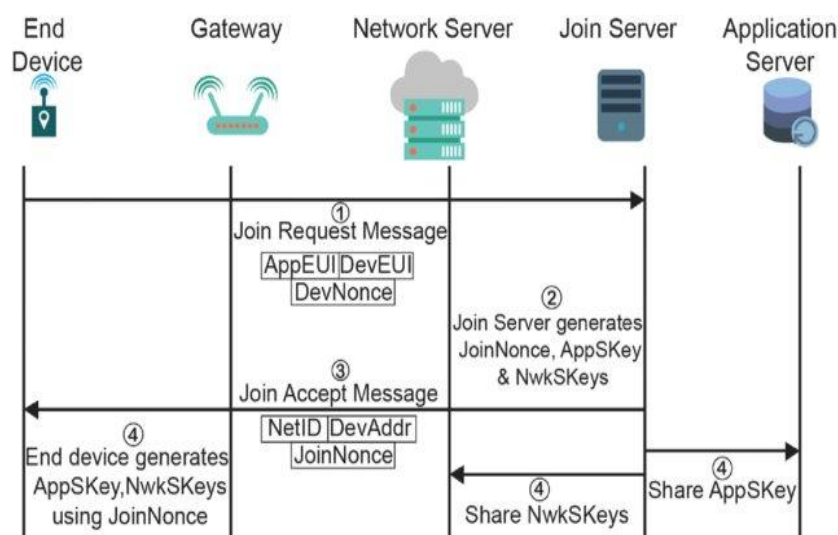 End
Device
Gateway
Network Server
Join Server
Application
Server
①
Join Request Message
AppEUI DevEUI
DevNonce
②
Join Server generates
JoinNonce, AppSKey
& NwkSKeys
③
Join Accept Message
NetID DevAddr
JoinNonce
④
End device generates
AppSKey,NwkSKeys
using JoinNonce
④
Share NwkSKeys
④
Share AppSKey